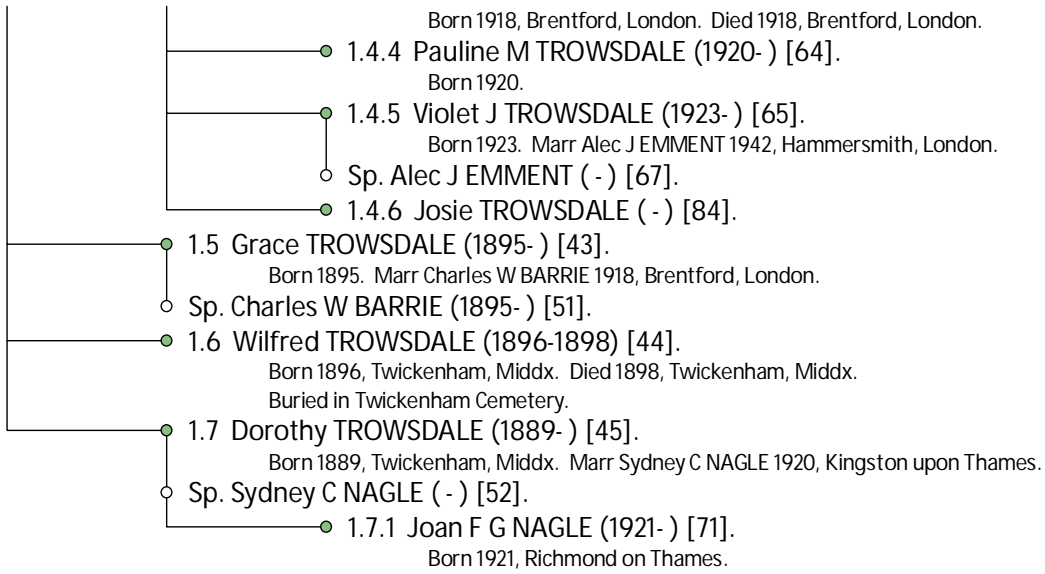 Born 1918, Brentford, London. Died 1918, Brentford, London.
1.4.4 Pauline M TROWSDALE (1920- ) [64].
Born 1920.
1.4.5 Violet J TROWSDALE (1923- ) [65].
Born 1923. Marr Alec J EMMENT 1942, Hammersmith, London.
Sp. Alec J EMMENT ( - ) [67].
1.4.6 Josie TROWSDALE ( - ) [84].
1.5 Grace TROWSDALE (1895- ) [43].
Born 1895. Marr Charles W BARRIE 1918, Brentford, London.
Sp. Charles W BARRIE (1895- ) [51].
1.6 Wilfred TROWSDALE (1896-1898) [44].
Born 1896, Twickenham, Middx. Died 1898, Twickenham, Middx.
Buried in Twickenham Cemetery.
1.7 Dorothy TROWSDALE (1889- ) [45].
Born 1889, Twickenham, Middx. Marr Sydney C NAGLE 1920, Kingston upon Thames.
Sp. Sydney C NAGLE ( - ) [52].
1.7.1 Joan F G NAGLE (1921- ) [71].
Born 1921, Richmond on Thames.